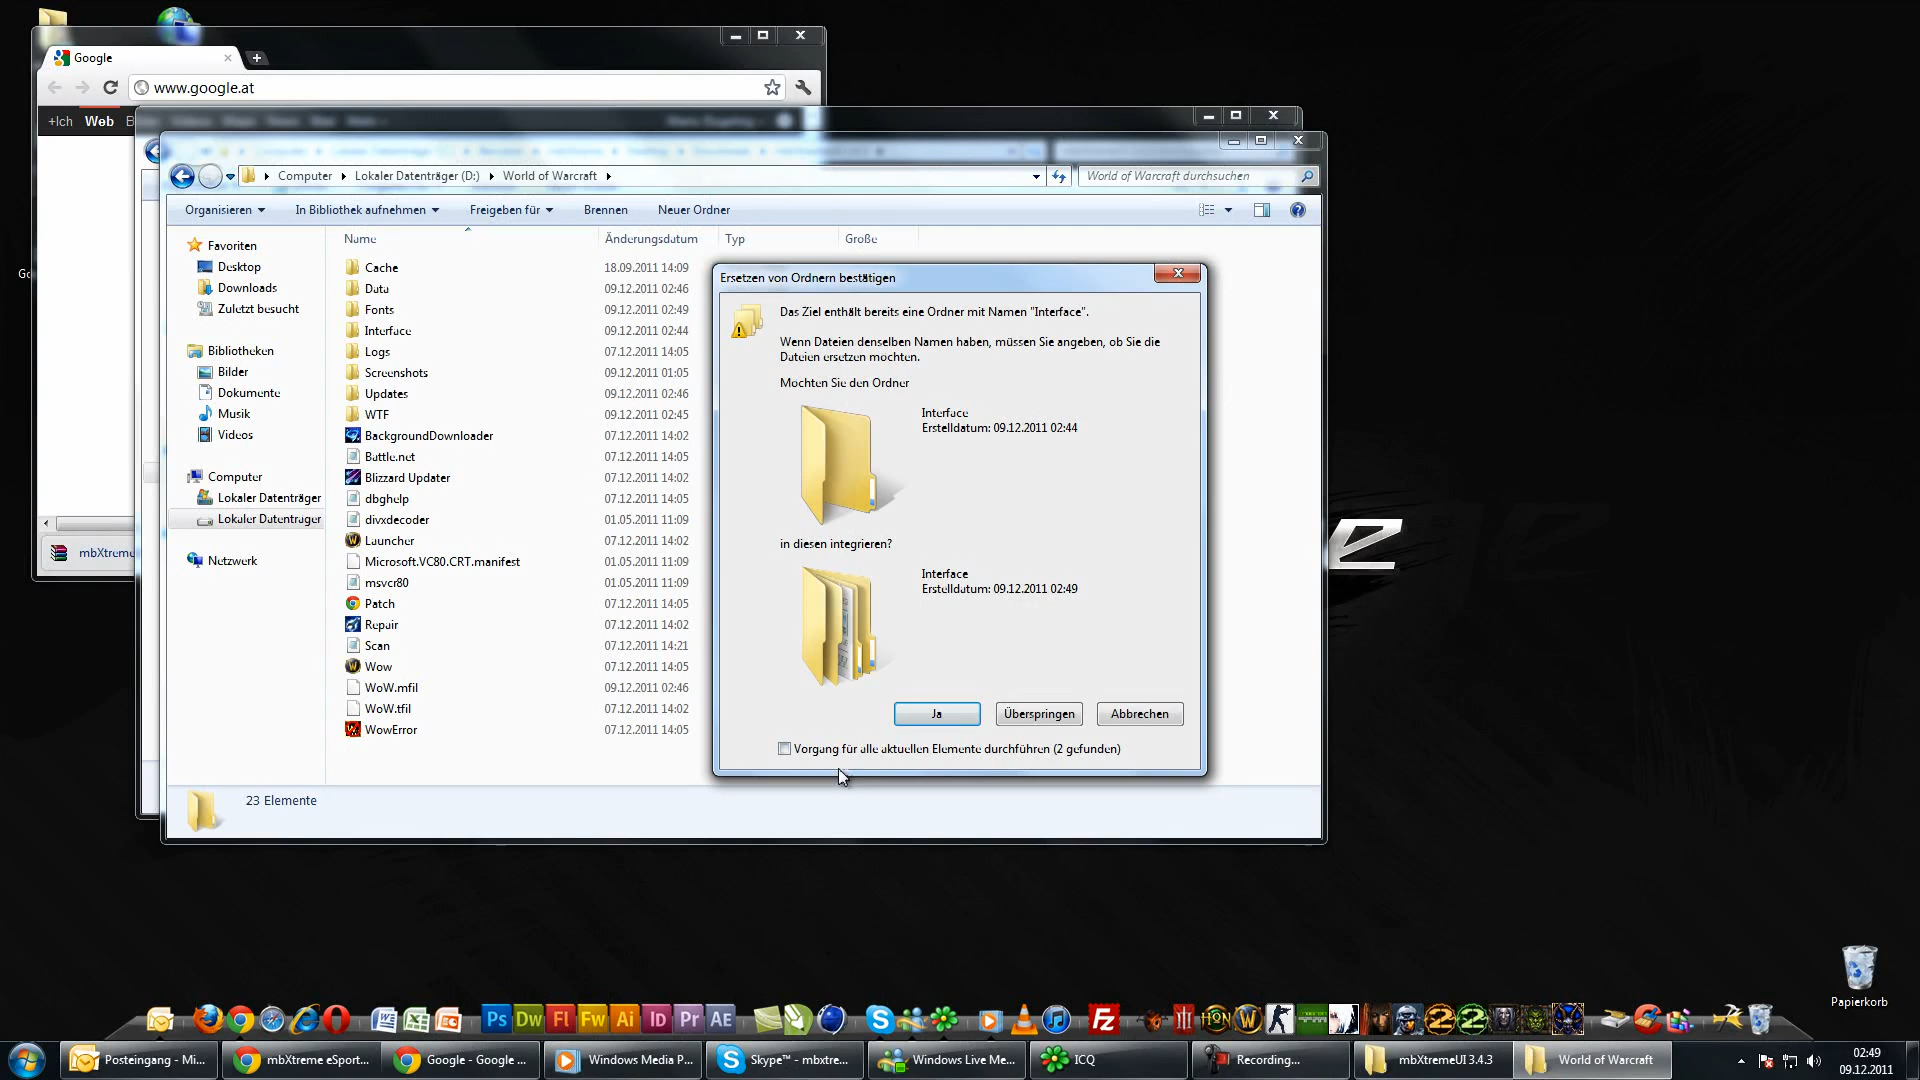 Google
www.google.at
+Ich Web
Computer Lokaler Datenträger (D:) World of Warcraft
World of Warcraft durchsuchen
Organisieren In Bibliothek aufnehmen Freigeben für Brennen Neuer Ordner
Favoriten
Desktop
Downloads
Zuletzt besucht
Bibliotheken
Bilder
Dokumente
Musik
Videos
Computer
Lokaler Datenträger
Lokaler Datenträger
Netzwerk
Name Änderungsdatum Typ Größe
Cache 18.09.2011 14:09
Data 09.12.2011 02:46
Fonts 09.12.2011 02:49
Interface 09.12.2011 02:44
Logs 07.12.2011 14:05
Screenshots 09.12.2011 01:05
Updates 09.12.2011 02:46
WTF 09.12.2011 02:45
BackgroundDownloader 07.12.2011 14:02
Battle.net 07.12.2011 14:05
Blizzard Updater 07.12.2011 14:02
dbghelp 07.12.2011 14:05
divxdecoder 01.05.2011 11:09
Launcher 07.12.2011 14:02
Microsoft.VC80.CRT.manifest 01.05.2011 11:09
msvcr80 01.05.2011 11:09
Patch 07.12.2011 14:05
Repair 07.12.2011 14:02
Scan 07.12.2011 14:21
Wow 07.12.2011 14:05
WoW.mfil 09.12.2011 02:46
WoW.tfil 07.12.2011 14:02
WowError 07.12.2011 14:05
23 Elemente
Ersetzen von Ordnern bestätigen
Das Ziel enthält bereits eine Ordner mit Namen "Interface".
Wenn Dateien denselben Namen haben, müssen Sie angeben, ob Sie die
Dateien ersetzen möchten.
Möchten Sie den Ordner
Interface
Erstelldatum: 09.12.2011 02:44
in diesen integrieren?
Interface
Erstelldatum: 09.12.2011 02:49
Ja Überspringen Abbrechen
Vorgang für alle aktuellen Elemente durchführen (2 gefunden)
mbXtreme
Go
e
Papierkorb
Ps Dw Fl Fw Ai Id Pr AE
HON
Posteingang - Mi...
mbXtreme eSport...
Google - Google ...
Windows Media P...
Skype™ - mbxtre...
Windows Live Me...
ICQ
Recording...
mbXtremeUI 3.4.3
World of Warcraft
02:49
09.12.2011